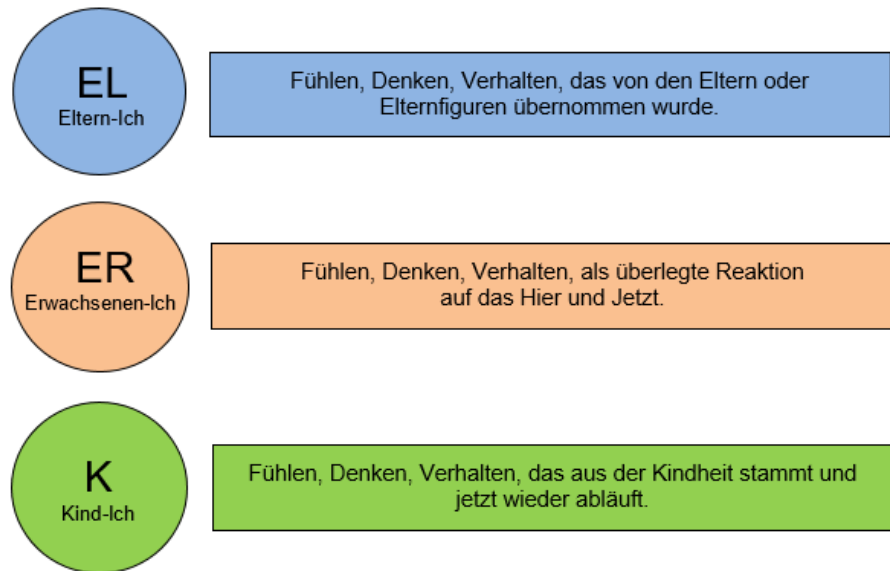 EL
Eltern-Ich
Fühlen, Denken, Verhalten, das von den Eltern oder
Elternfiguren übernommen wurde.
ER
Erwachsenen-Ich
Fühlen, Denken, Verhalten, als überlegte Reaktion
auf das Hier und Jetzt.
K
Kind-Ich
Fühlen, Denken, Verhalten, das aus der Kindheit stammt und
jetzt wieder abläuft.